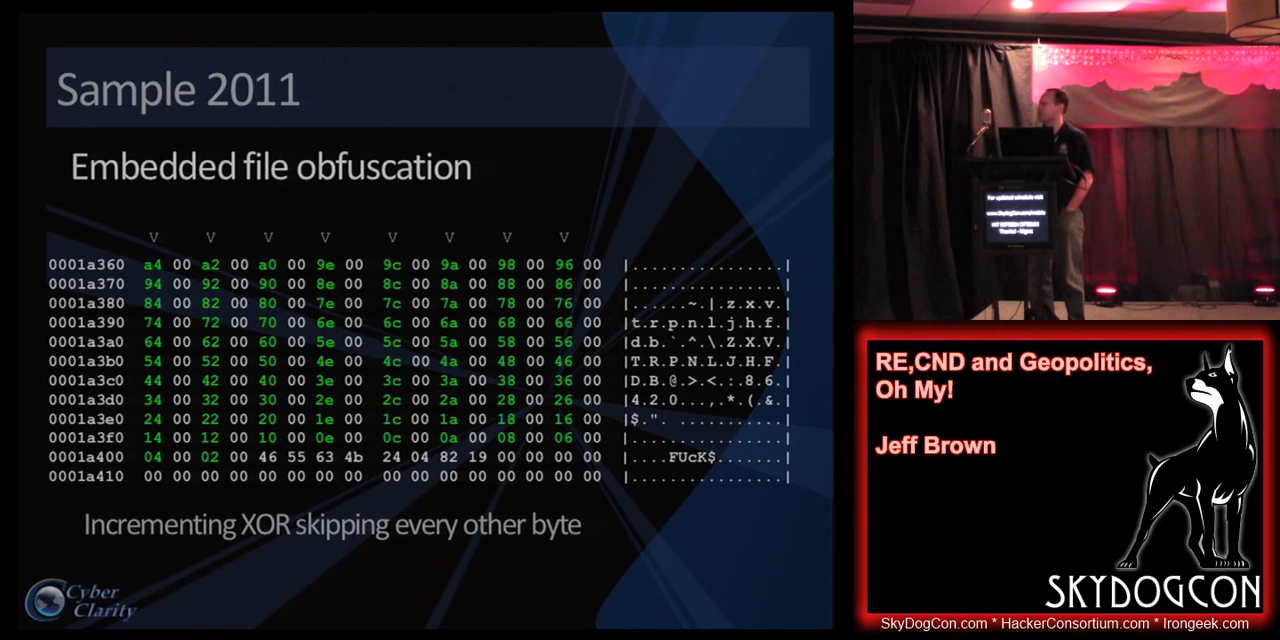 Sample 2011
Embedded file obfuscation
V V V V V V V V
0001a360 a4 00 a2 00 a0 00 9e 00 9c 00 9a 00 98 00 96 00 |................|
0001a370 94 00 92 00 90 00 8e 00 8c 00 8a 00 88 00 86 00 |................|
0001a380 84 00 82 00 80 00 7e 00 7c 00 7a 00 78 00 76 00 |......~.|.z.x.v.|
0001a390 74 00 72 00 70 00 6e 00 6c 00 6a 00 68 00 66 00 |t.r.p.n.l.j.h.f.|
0001a3a0 64 00 62 00 60 00 5e 00 5c 00 5a 00 58 00 56 00 |d.b.`.^.\.Z.X.V.|
0001a3b0 54 00 52 00 50 00 4e 00 4c 00 4a 00 48 00 46 00 |T.R.P.N.L.J.H.F.|
0001a3c0 44 00 42 00 40 00 3e 00 3c 00 3a 00 38 00 36 00 |D.B.@.>.<.:.8.6.|
0001a3d0 34 00 32 00 30 00 2e 00 2c 00 2a 00 28 00 26 00 |4.2.0...,.*.(.&.|
0001a3e0 24 00 22 00 20 00 1e 00 1c 00 1a 00 18 00 16 00 |$.". ...........|
0001a3f0 14 00 12 00 10 00 0e 00 0c 00 0a 00 08 00 06 00 |................|
0001a400 04 00 02 00 46 55 63 4b 24 04 82 19 00 00 00 00 |....FUcK$.......|
0001a410 00 00 00 00 00 00 00 00 00 00 00 00 00 00 00 00 |................|
Incrementing XOR skipping every other byte
Cyber
Clarity
For updated schedule visit
RE,CND and Geopolitics,
Oh My!
Jeff Brown
SKYDOGCON
SkyDogCon.com * HackerConsortium.com * Irongeek.com